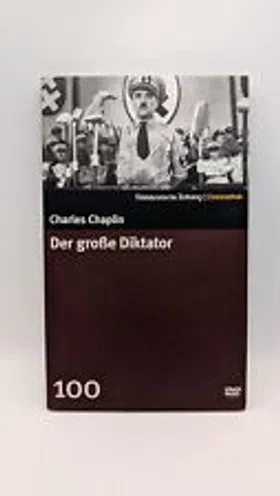 Süddeutsche Zeitung | Cinemathek
Charles Chaplin
Der große Diktator
100
DVD